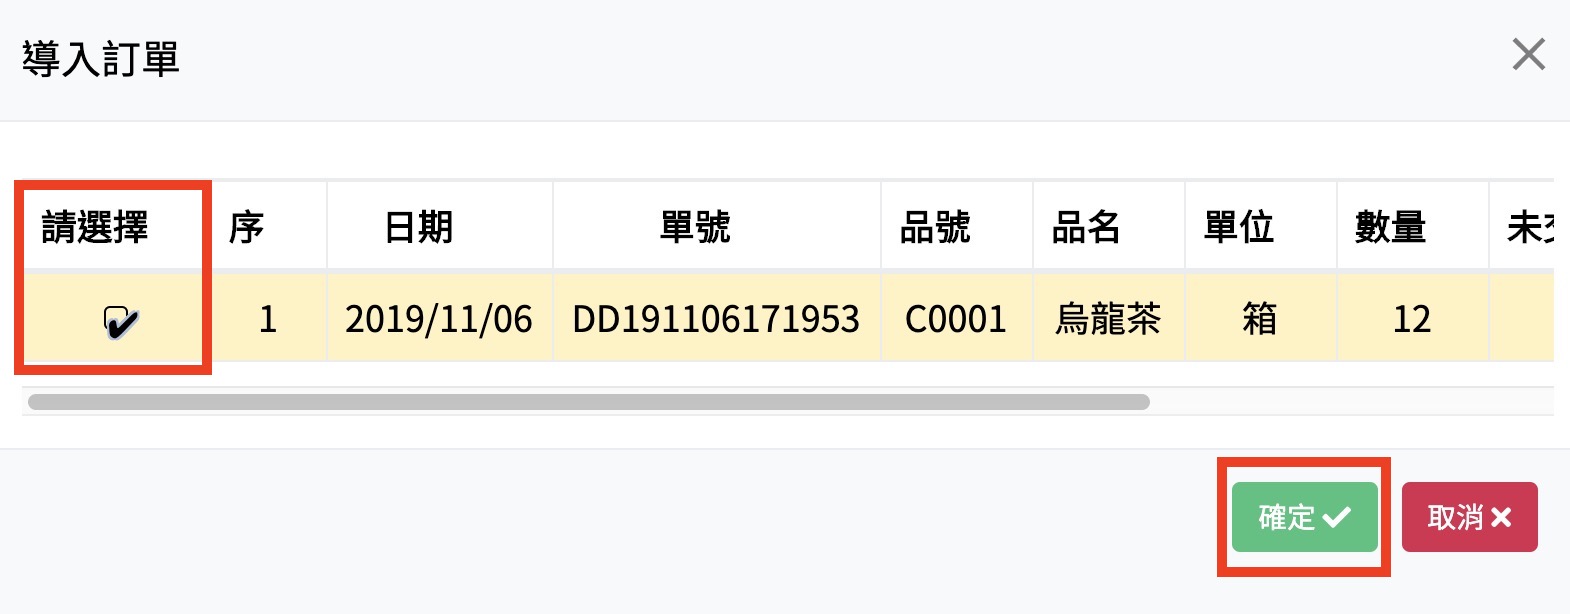 導入訂單
請選擇 序 日期 單號 品號 品名 單位 數量 未
1 2019/11/06 DD191106171953 C0001 烏龍茶 箱 12
確定 取消